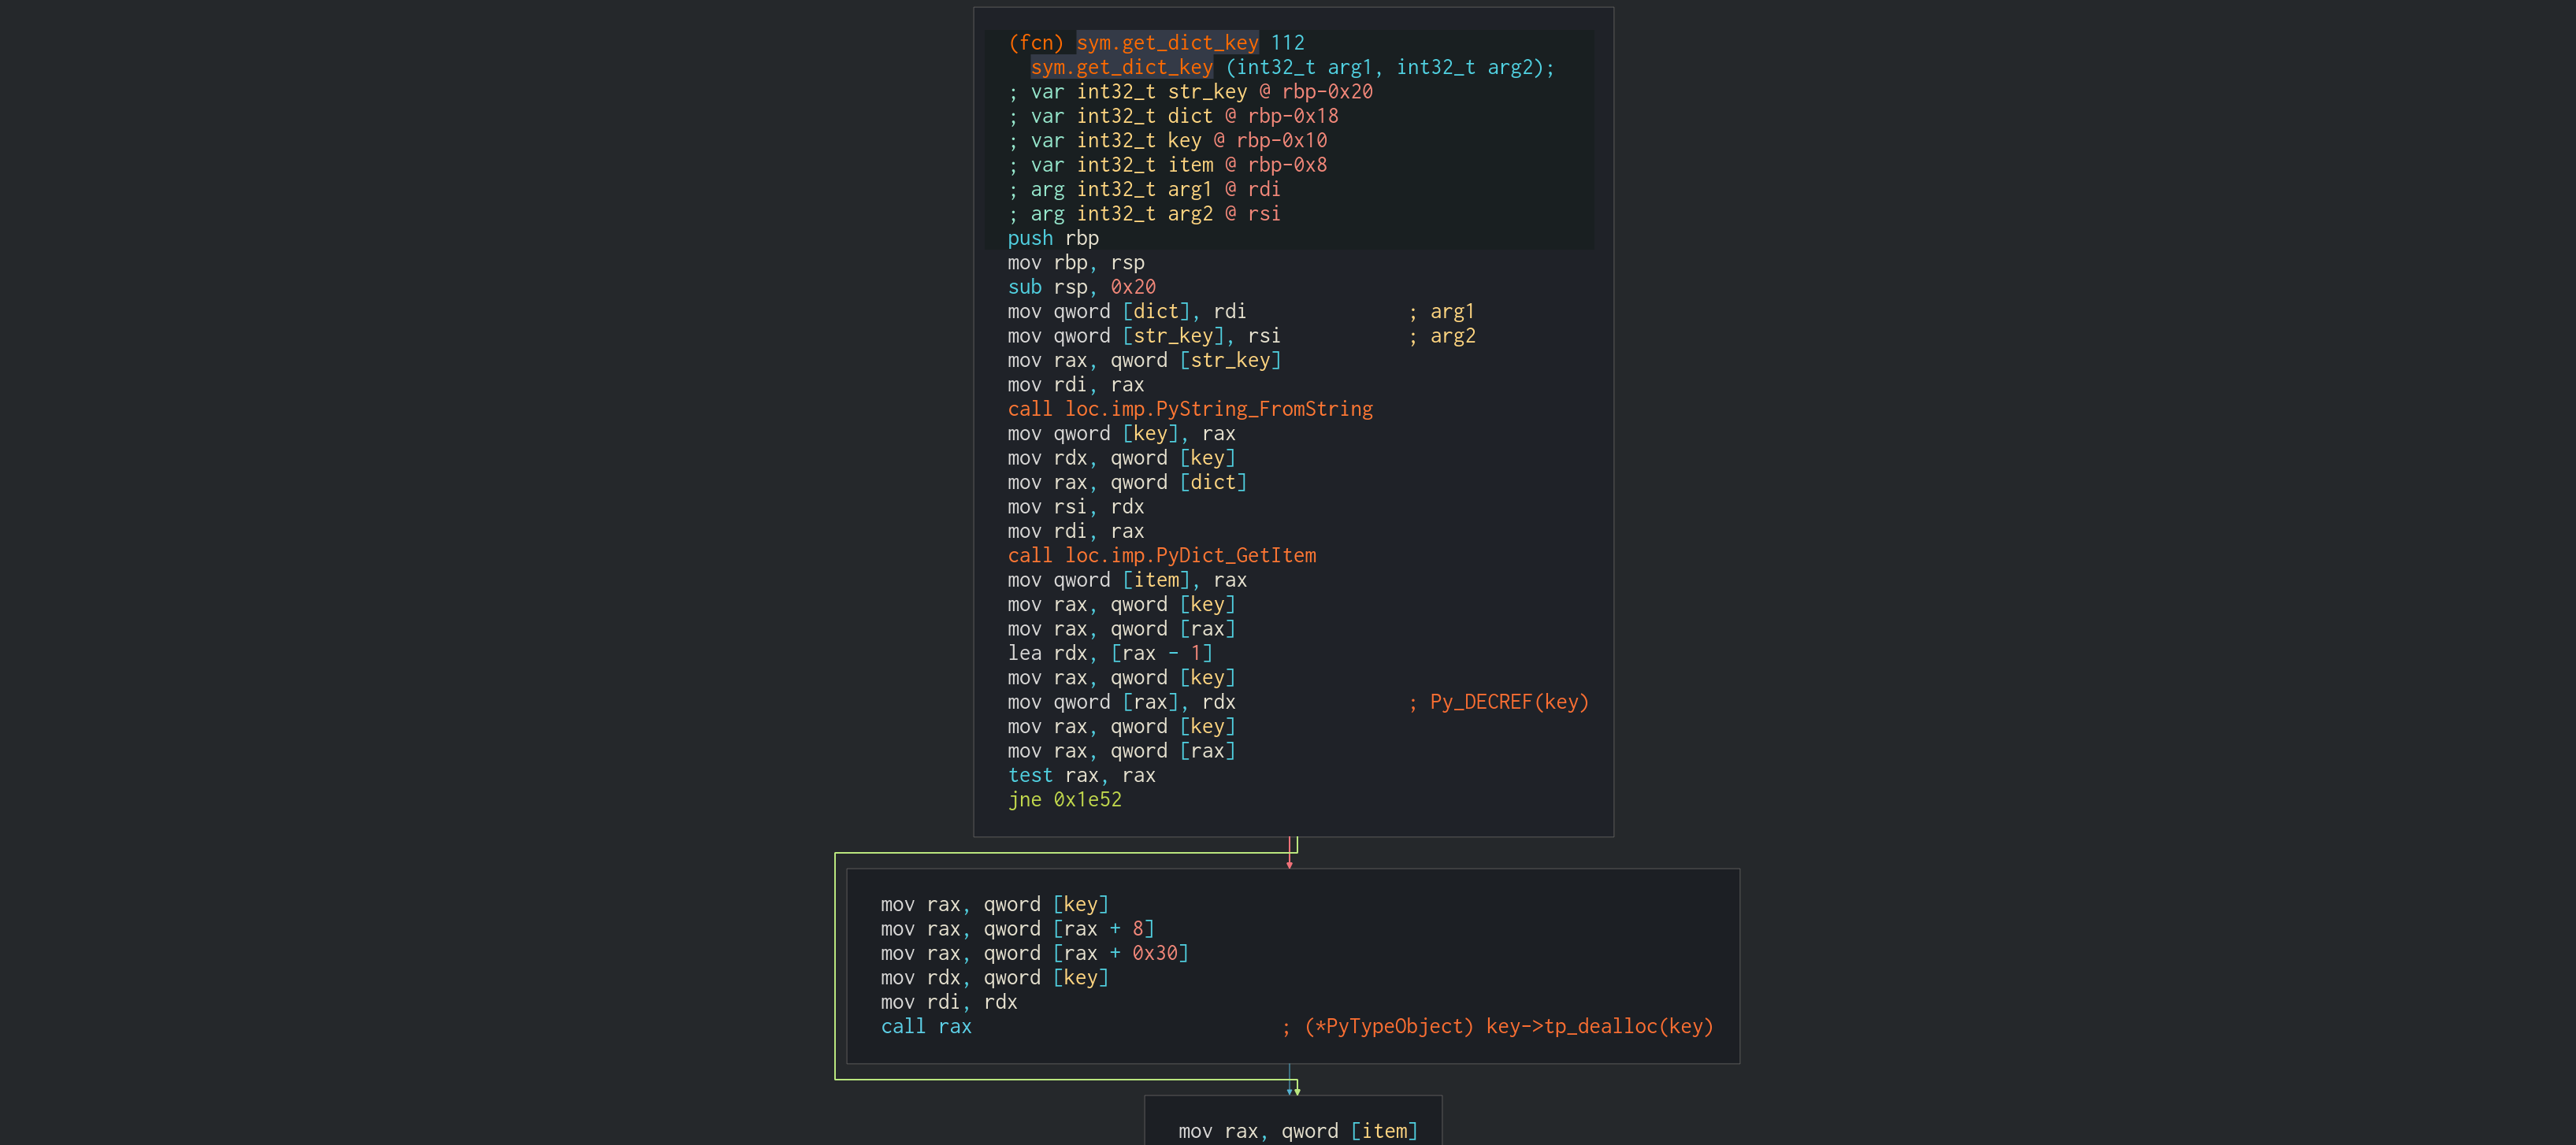 (fcn) sym.get_dict_key 112
sym.get_dict_key (int32_t arg1, int32_t arg2);
; var int32_t str_key @ rbp-0x20
; var int32_t dict @ rbp-0x18
; var int32_t key @ rbp-0x10
; var int32_t item @ rbp-0x8
; arg int32_t arg1 @ rdi
; arg int32_t arg2 @ rsi
push rbp
mov rbp, rsp
sub rsp, 0x20
mov qword [dict], rdi ; arg1
mov qword [str_key], rsi ; arg2
mov rax, qword [str_key]
mov rdi, rax
call loc.imp.PyString_FromString
mov qword [key], rax
mov rdx, qword [key]
mov rax, qword [dict]
mov rsi, rdx
mov rdi, rax
call loc.imp.PyDict_GetItem
mov qword [item], rax
mov rax, qword [key]
mov rax, qword [rax]
lea rdx, [rax - 1]
mov rax, qword [key]
mov qword [rax], rdx ; Py_DECREF(key)
mov rax, qword [key]
mov rax, qword [rax]
test rax, rax
jne 0x1e52
mov rax, qword [key]
mov rax, qword [rax + 8]
mov rax, qword [rax + 0x30]
mov rdx, qword [key]
mov rdi, rdx
call rax ; (*PyTypeObject) key->tp_dealloc(key)
mov rax, qword [item]